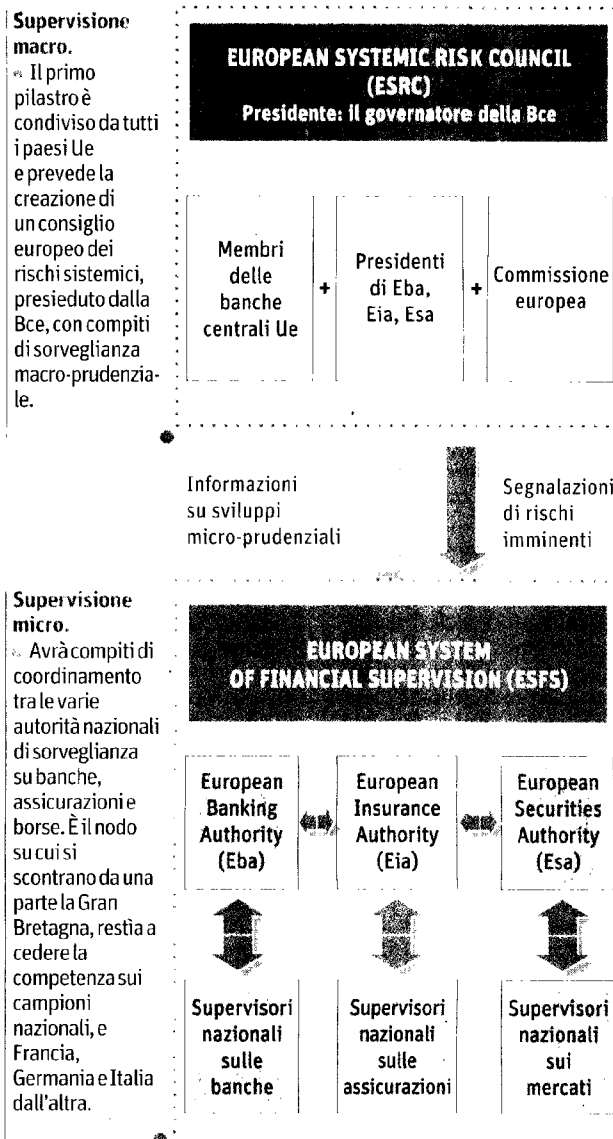 Supervisione
macro.
Il primo
pilastro è
condiviso da tutti
i paesi Ue
e prevede la
creazione di
un consiglio
europeo dei
rischi sistemici,
presieduto dalla
Bce, con compiti
di sorveglianza
macro-prudenzia-
le.
EUROPEAN SYSTEMIC RISK COUNCIL
(ESRC)
Presidente: il governatore della Bce
Membri
delle
banche
centrali Ue
+
Presidenti
di Eba,
Eia, Esa
+
Commissione
europea
Informazioni
su sviluppi
micro-prudenziali
Segnalazioni
di rischi
imminenti
Supervisione
micro.
Avrà compiti di
coordinamento
tra le varie
autorità nazionali
di sorveglianza
su banche,
assicurazioni e
borse. È il nodo
su cui si
scontrano da una
parte la Gran
Bretagna, restìa a
cedere la
competenza sui
campioni
nazionali, e
Francia,
Germania e Italia
dall'altra.
EUROPEAN SYSTEM
OF FINANCIAL SUPERVISION (ESFS)
European
Banking
Authority
(Eba)
European
Insurance
Authority
(Eia)
European
Securities
Authority
(Esa)
Supervisori
nazionali
sulle
banche
Supervisori
nazionali
sulle
assicurazioni
Supervisori
nazionali
sui
mercati